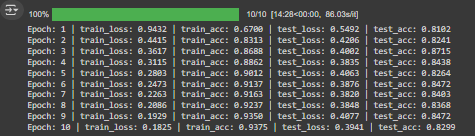 100% 10/10 [14:28<00:00, 86.03s/it]
Epoch: 1 | train_loss: 0.9432 | train_acc: 0.6700 | test_loss: 0.5492 | test_acc: 0.8102
Epoch: 2 | train_loss: 0.4415 | train_acc: 0.8313 | test_loss: 0.4206 | test_acc: 0.8241
Epoch: 3 | train_loss: 0.3617 | train_acc: 0.8688 | test_loss: 0.4002 | test_acc: 0.8715
Epoch: 4 | train_loss: 0.3115 | train_acc: 0.8862 | test_loss: 0.3835 | test_acc: 0.8438
Epoch: 5 | train_loss: 0.2803 | train_acc: 0.9012 | test_loss: 0.4063 | test_acc: 0.8264
Epoch: 6 | train_loss: 0.2473 | train_acc: 0.9137 | test_loss: 0.3876 | test_acc: 0.8472
Epoch: 7 | train_loss: 0.2263 | train_acc: 0.9163 | test_loss: 0.3820 | test_acc: 0.8403
Epoch: 8 | train_loss: 0.2086 | train_acc: 0.9237 | test_loss: 0.3848 | test_acc: 0.8368
Epoch: 9 | train_loss: 0.1929 | train_acc: 0.9350 | test_loss: 0.4077 | test_acc: 0.8472
Epoch: 10 | train_loss: 0.1825 | train_acc: 0.9375 | test_loss: 0.3941 | test_acc: 0.8299